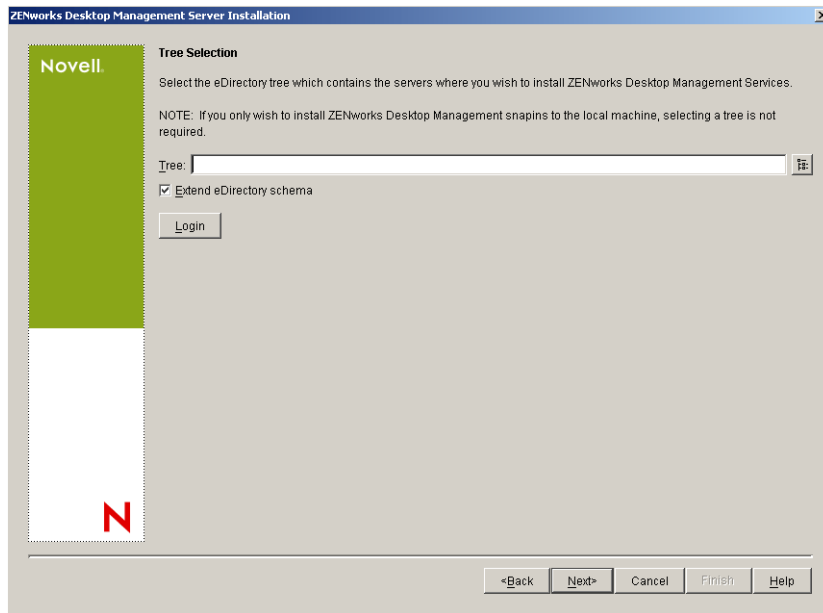 ZENworks Desktop Management Server Installation
Novell.
Tree Selection
Select the eDirectory tree which contains the servers where you wish to install ZENworks Desktop Management Services.
NOTE: If you only wish to install ZENworks Desktop Management snapins to the local machine, selecting a tree is not
required.
Tree:
Extend eDirectory schema
Login
N
<Back Next> Cancel Finish Help